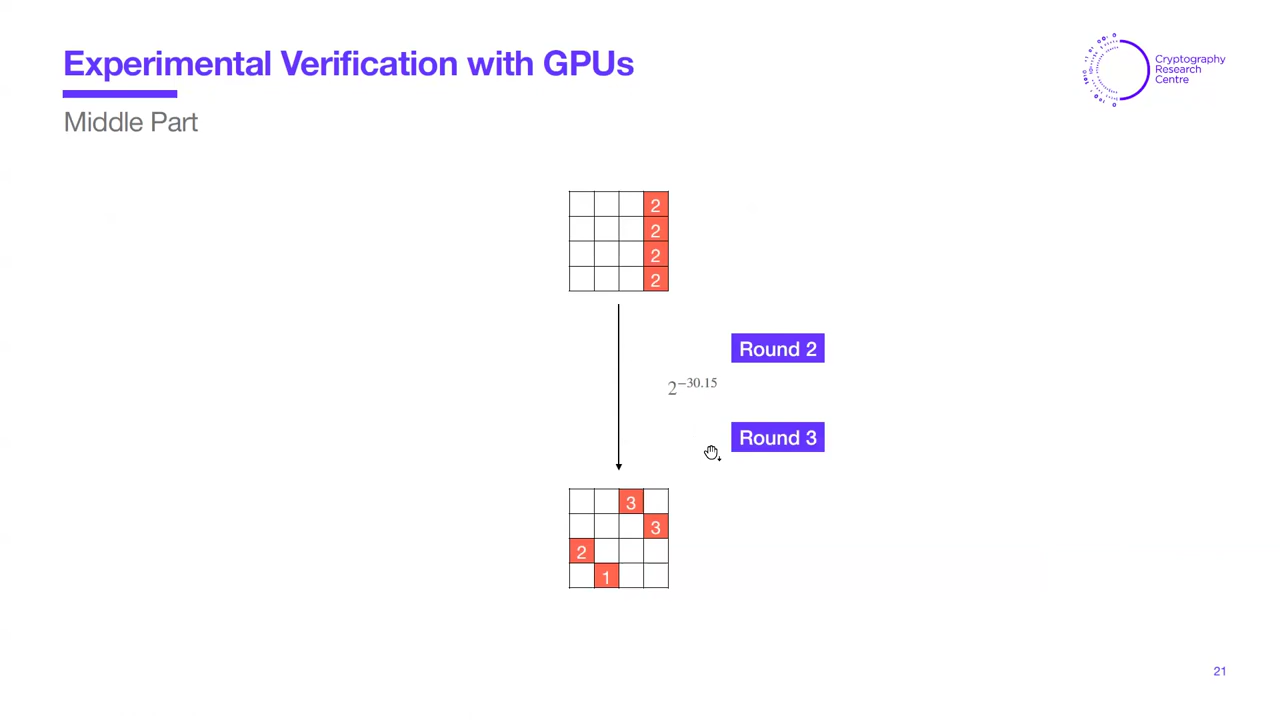 Experimental Verification with GPUs
Cryptography
Research
Centre
Middle Part
2
2
2
2
Round 2
2^{-30.15}
Round 3
3
3
2
1
21